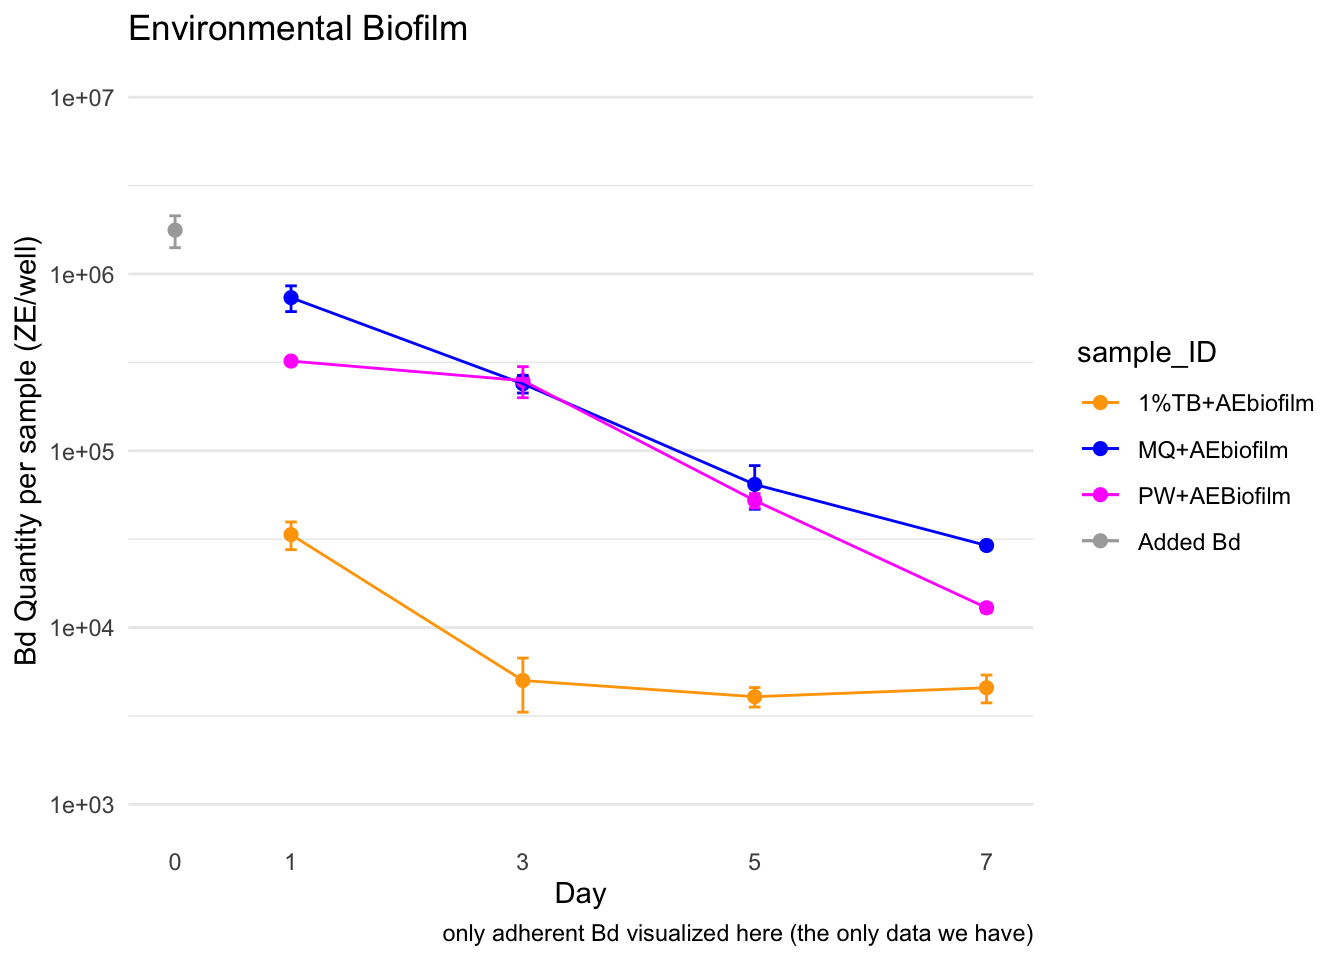 Environmental Biofilm
Bd Quantity per sample (ZE/well)
1e+07
1e+06
1e+05
1e+04
1e+03
0 1 3 5 7
Day
only adherent Bd visualized here (the only data we have)
sample_ID
1%TB+AEbiofilm
MQ+AEbiofilm
PW+AEBiofilm
Added Bd